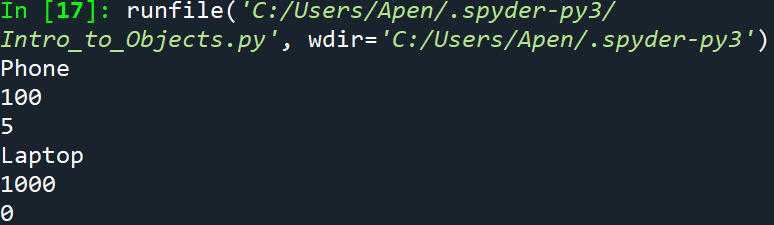 In [17]: runfile('C:/Users/Apen/.spyder-py3/
Intro_to_Objects.py', wdir='C:/Users/Apen/.spyder-py3')
Phone
100
5
Laptop
1000
0